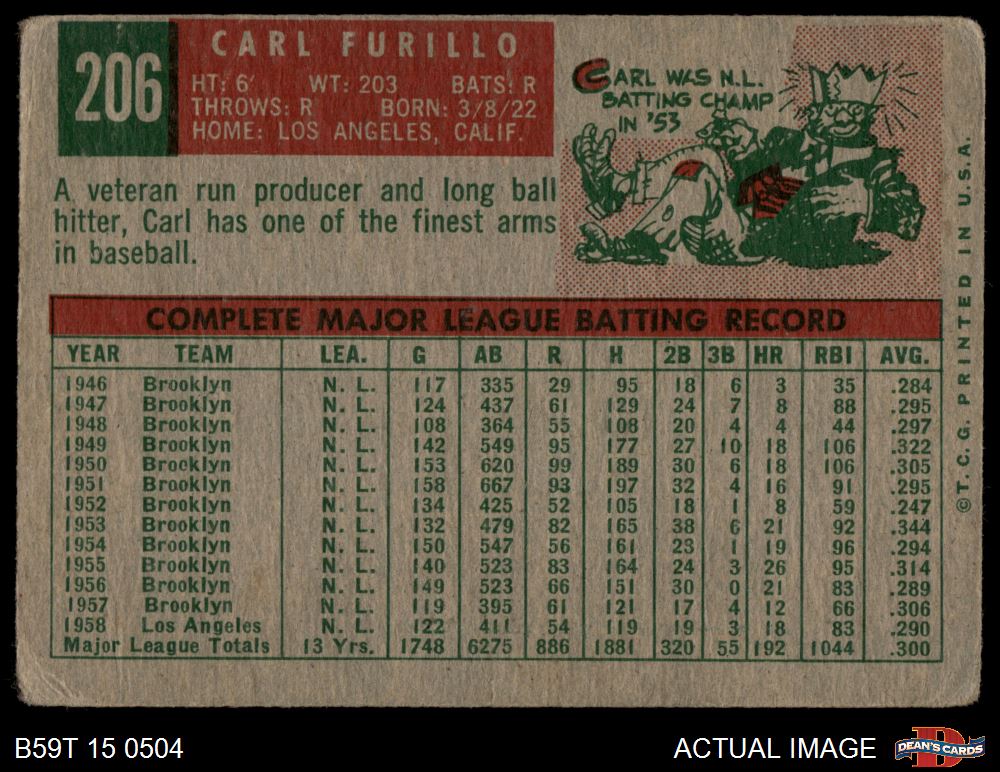 206
CARL FURILLO
HT: 6' WT: 203 BATS: R
THROWS: R BORN: 3/8/22
HOME: LOS ANGELES, CALIF.
A veteran run producer and long ball
hitter, Carl has one of the finest arms
in baseball.
CARL WAS N.L.
BATTING CHAMP
IN '53
COMPLETE MAJOR LEAGUE BATTING RECORD
YEAR TEAM LEA. G AB R H 2B 3B HR RBI AVG.
1946 Brooklyn N. L. 117 335 29 95 18 6 3 35 .284
1947 Brooklyn N. L. 124 437 61 129 24 7 8 88 .295
1948 Brooklyn N. L. 108 364 55 108 20 4 4 44 .297
1949 Brooklyn N. L. 142 549 95 177 27 10 18 106 .322
1950 Brooklyn N. L. 153 620 99 189 30 6 18 106 .305
1951 Brooklyn N. L. 158 667 93 197 32 4 16 91 .295
1952 Brooklyn N. L. 134 425 52 105 18 1 8 59 .247
1953 Brooklyn N. L. 132 479 82 165 38 6 21 92 .344
1954 Brooklyn N. L. 150 547 56 161 23 1 19 96 .294
1955 Brooklyn N. L. 140 523 83 164 24 3 26 95 .314
1956 Brooklyn N. L. 149 523 66 151 30 0 21 83 .289
1957 Brooklyn N. L. 119 395 61 121 17 4 12 66 .306
1958 Los Angeles N. L. 122 411 54 119 19 3 18 83 .290
Major League Totals 13 Yrs. 1748 6275 886 1881 320 55 192 1044 .300
© T. C. G. PRINTED IN U.S.A.
B59T 15 0504
ACTUAL IMAGE
D
DEAN'S CARDS